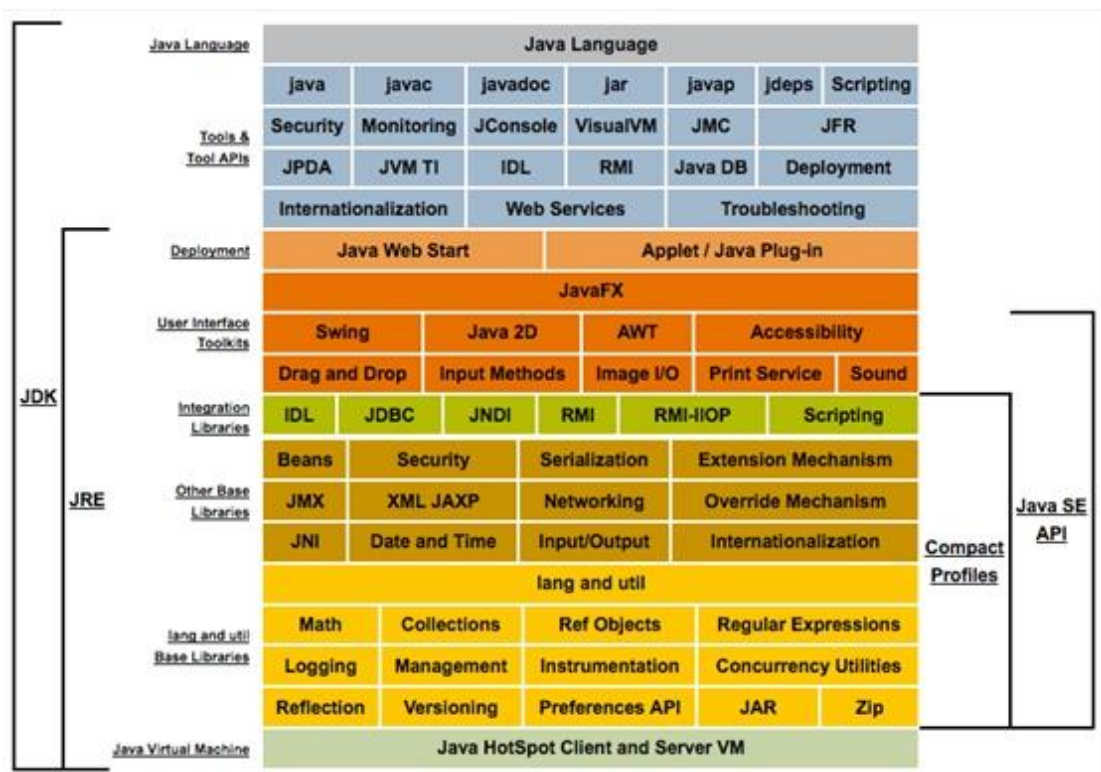 Java Language Java Language
java javac javadoc jar javap jdeps Scripting
Tools & Security Monitoring JConsole VisualVM JMC JFR
Tool APIs JPDA JVM TI IDL RMI Java DB Deployment
Internationalization Web Services Troubleshooting
Deployment Java Web Start Applet / Java Plug-in
JavaFX
User Interface
Toolkits
Swing Java 2D AWT Accessibility
Drag and Drop Input Methods Image I/O Print Service Sound
JDK
Integration
Libraries
IDL JDBC JNDI RMI RMI-IIOP Scripting
Beans Security Serialization Extension Mechanism
JRE
Other Base
Libraries
JMX XML JAXP Networking Override Mechanism
Java SE
API
JNI Date and Time Input/Output Internationalization
Compact
Profiles
lang and util
lang and util
Base Libraries
Math Collections Ref Objects Regular Expressions
Logging Management Instrumentation Concurrency Utilities
Reflection Versioning Preferences API JAR Zip
Java Virtual Machine Java HotSpot Client and Server VM